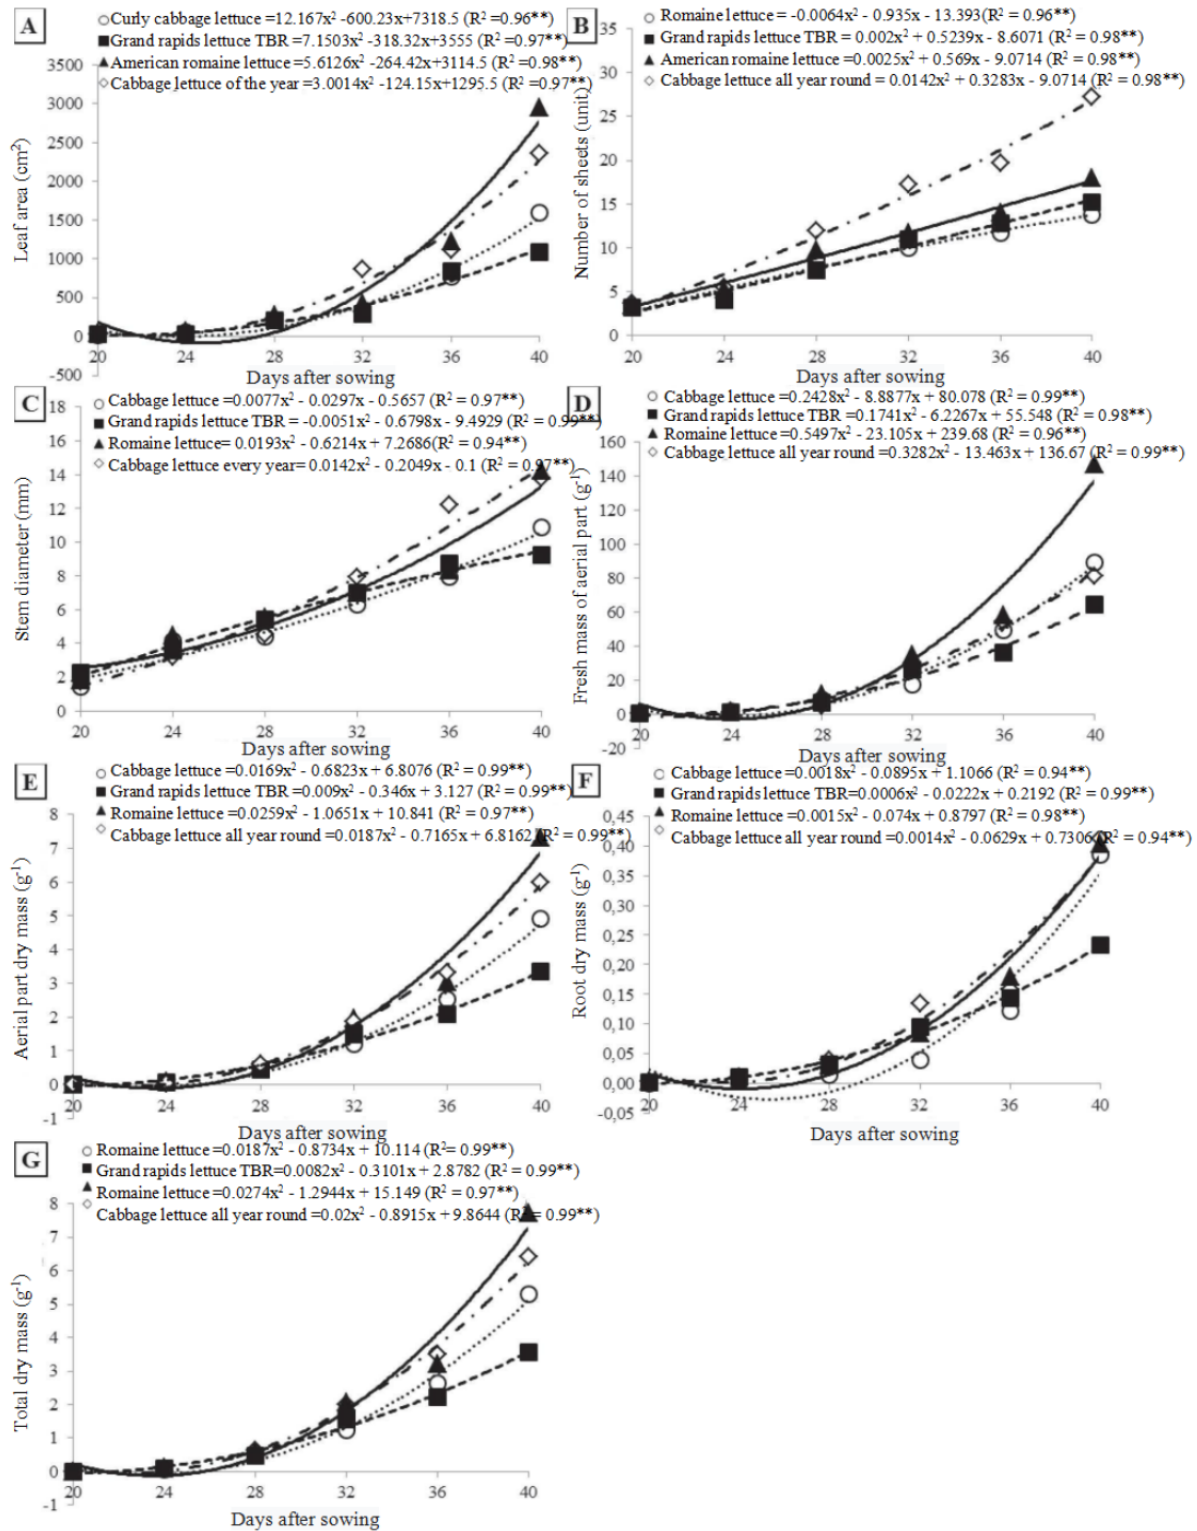 A
Curly cabbage lettuce =12.167x² -600.23x+7318.5 (R² =0.96**)
Grand rapids lettuce TBR =7.1503x² -318.32x+3555 (R² =0.97**)
American romaine lettuce=5.6126x² -264.42x+3114.5 (R² =0.98**)
Cabbage lettuce of the year =3.0014x² -124.15x+1295.5 (R² =0.97**)
Leaf area (cm²)
3500
3000
2500
2000
1500
1000
500
0
-500
20 24 28 32 36 40
Days after sowing
B
Romaine lettuce = -0.0064x² - 0.935x - 13.393(R² = 0.96**)
Grand rapids lettuce TBR = 0.002x² + 0.5239x - 8.6071 (R² = 0.98**)
American romaine lettuce =0.0025x² + 0.569x - 9.0714 (R² = 0.98**)
Cabbage lettuce all year round = 0.0142x² + 0.3283x - 9.0714 (R² = 0.98**)
Number of sheets (unit)
35
30
25
20
15
10
5
0
20 24 28 32 36 40
Days after sowing
C
Cabbage lettuce=0.0077x² - 0.0297x - 0.5657 (R² = 0.97**)
Grand rapids lettuce TBR = -0.0051x² - 0.6798x - 9.4929 (R² = 0.99**)
Romaine lettuce= 0.0193x² - 0.6214x + 7.2686(R² = 0.94**)
Cabbage lettuce every year= 0.0142x² - 0.2049x - 0.1 (R² = 0.97**)
Stem diameter (mm)
18
16
14
12
10
8
6
4
2
0
20 24 28 32 36 40
Days after sowing
D
Cabbage lettuce =0.2428x² - 8.8877x + 80.078 (R² = 0.99**)
Grand rapids lettuce TBR =0.1741x² - 6.2267x + 55.548 (R² = 0.98**)
Romaine lettuce =0.5497x² - 23.105x + 239.68 (R² = 0.96**)
Cabbage lettuce all year round =0.3282x² - 13.463x + 136.67 (R² = 0.99**)
Fresh mass of aerial part (g⁻¹)
160
140
120
100
80
60
40
20
0
-20
20 24 28 32 36 40
Days after sowing
E
Cabbage lettuce =0.0169x² - 0.6823x + 6.8076 (R² = 0.99**)
Grand rapids lettuce TBR =0.009x² - 0.346x + 3.127 (R² = 0.99**)
Romaine lettuce =0.0259x² - 1.0651x + 10.841 (R² = 0.97**)
Cabbage lettuce all year round =0.0187x² - 0.7165x + 6.8162 (R² = 0.99**)
Aerial part dry mass (g⁻¹)
8
7
6
5
4
3
2
1
0
-1
20 24 28 32 36 40
Days after sowing
F
Cabbage lettuce =0.0018x² - 0.0895x + 1.1066 (R² = 0.94**)
Grand rapids lettuce TBR=0.0006x² - 0.0222x + 0.2192 (R² = 0.99**)
Romaine lettuce =0.0015x² - 0.074x + 0.8797 (R² = 0.98**)
Cabbage lettuce all year round =0.0014x² - 0.0629x + 0.7306 (R² = 0.94**)
Root dry mass (g⁻¹)
0,45
0,40
0,35
0,30
0,25
0,20
0,15
0,10
0,05
0,00
-0,05
20 24 28 32 36 40
Days after sowing
G
Romaine lettuce=0.0187x² - 0.8734x + 10.114 (R²= 0.99**)
Grand rapids lettuce TBR=0.0082x² - 0.3101x + 2.8782 (R² = 0.99**)
Romaine lettuce =0.0274x² - 1.2944x + 15.149 (R² = 0.97**)
Cabbage lettuce all year round =0.02x² - 0.8915x + 9.8644 (R² = 0.99**)
Total dry mass (g⁻¹)
8
7
6
5
4
3
2
1
0
-1
20 24 28 32 36 40
Days after sowing